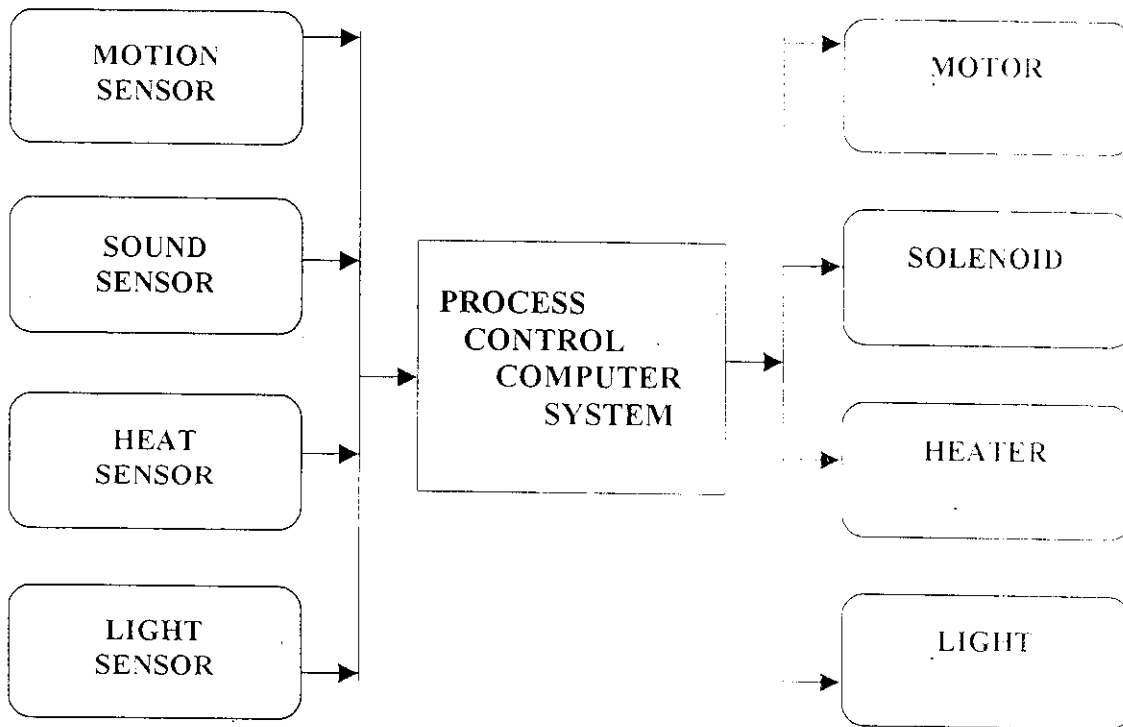 MOTION
SENSOR
SOUND
SENSOR
HEAT
SENSOR
LIGHT
SENSOR
PROCESS
CONTROL
COMPUTER
SYSTEM
MOTOR
SOLENOID
HEATER
LIGHT